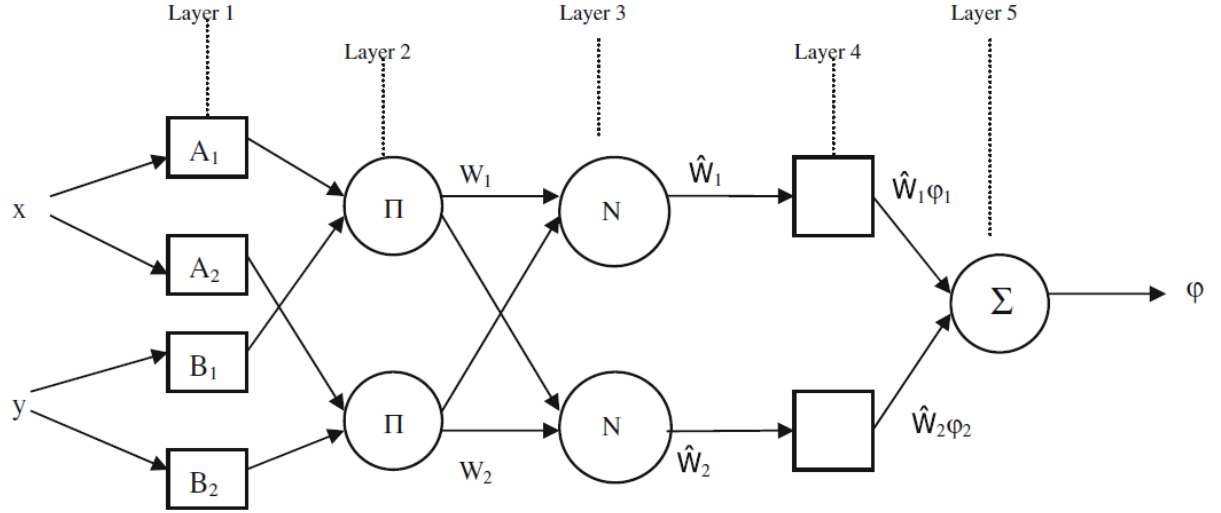 Layer 1
Layer 2
Layer 3
Layer 4
Layer 5
x
y
A₁
A₂
B₁
B₂
Π
Π
W₁
W₂
N
N
Ŵ₁
Ŵ₂
Ŵ₁φ₁
Ŵ₂φ₂
Σ
φ